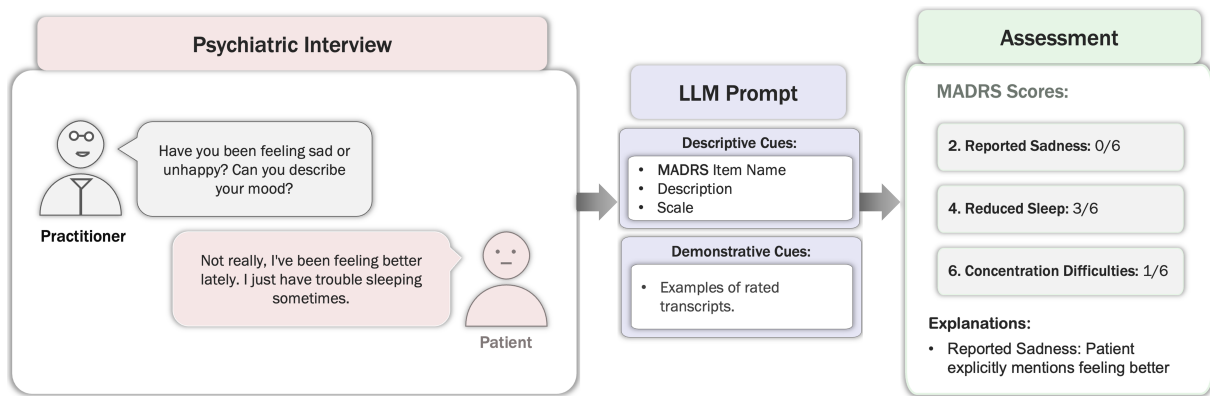 Psychiatric Interview
Have you been feeling sad or
unhappy? Can you describe
your mood?
Practitioner
Not really, I've been feeling better
lately. I just have trouble sleeping
sometimes.
Patient
LLM Prompt
Descriptive Cues:
• MADRS Item Name
• Description
• Scale
Demonstrative Cues:
• Examples of rated
transcripts.
Assessment
MADRS Scores:
2. Reported Sadness: 0/6
4. Reduced Sleep: 3/6
6. Concentration Difficulties: 1/6
Explanations:
• Reported Sadness: Patient
explicitly mentions feeling better